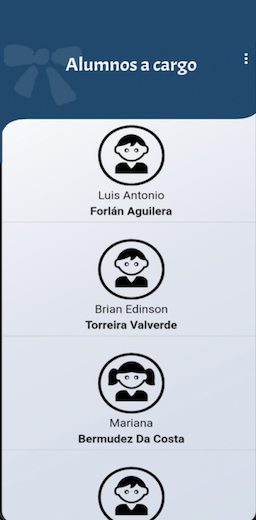 Alumnos a cargo
Luis Antonio
Forlán Aguilera
Brian Edinson
Torreira Valverde
Mariana
Bermudez Da Costa